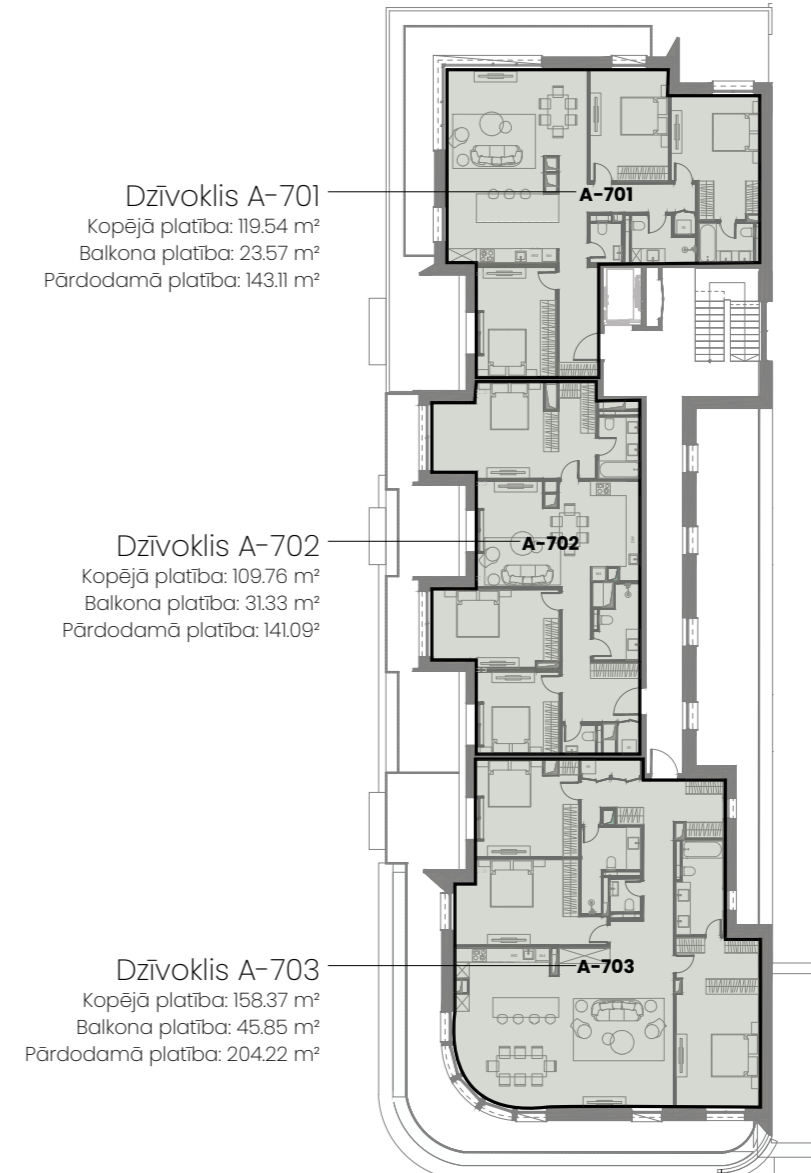 Dzīvoklis A-701
Kopējā platība: 119.54 m²
Balkona platība: 23.57 m²
Pārdodamā platība: 143.11 m²
A-701
Dzīvoklis A-702
Kopējā platība: 109.76 m²
Balkona platība: 31.33 m²
Pārdodamā platība: 141.09²
A-702
Dzīvoklis A-703
Kopējā platība: 158.37 m²
Balkona platība: 45.85 m²
Pārdodamā platība: 204.22 m²
A-703